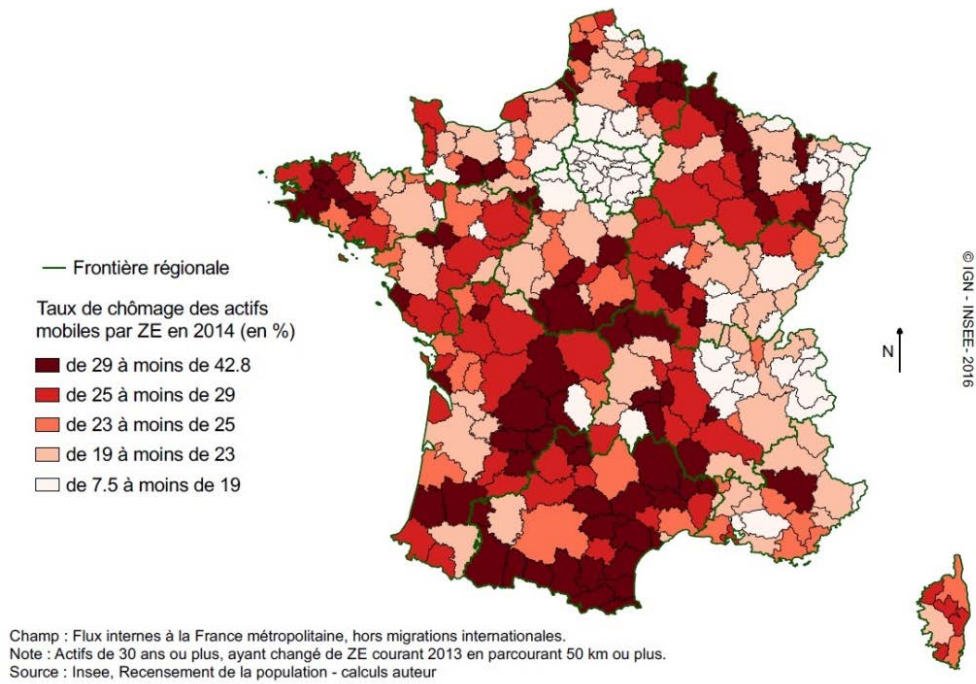 Frontière régionale
Taux de chômage des actifs
mobiles par ZE en 2014 (en %)
de 29 à moins de 42.8
de 25 à moins de 29
de 23 à moins de 25
de 19 à moins de 23
de 7.5 à moins de 19
N
© IGN - INSEE- 2016
Champ : Flux internes à la France métropolitaine, hors migrations internationales.
Note : Actifs de 30 ans ou plus, ayant changé de ZE courant 2013 en parcourant 50 km ou plus.
Source : Insee, Recensement de la population - calculs auteur